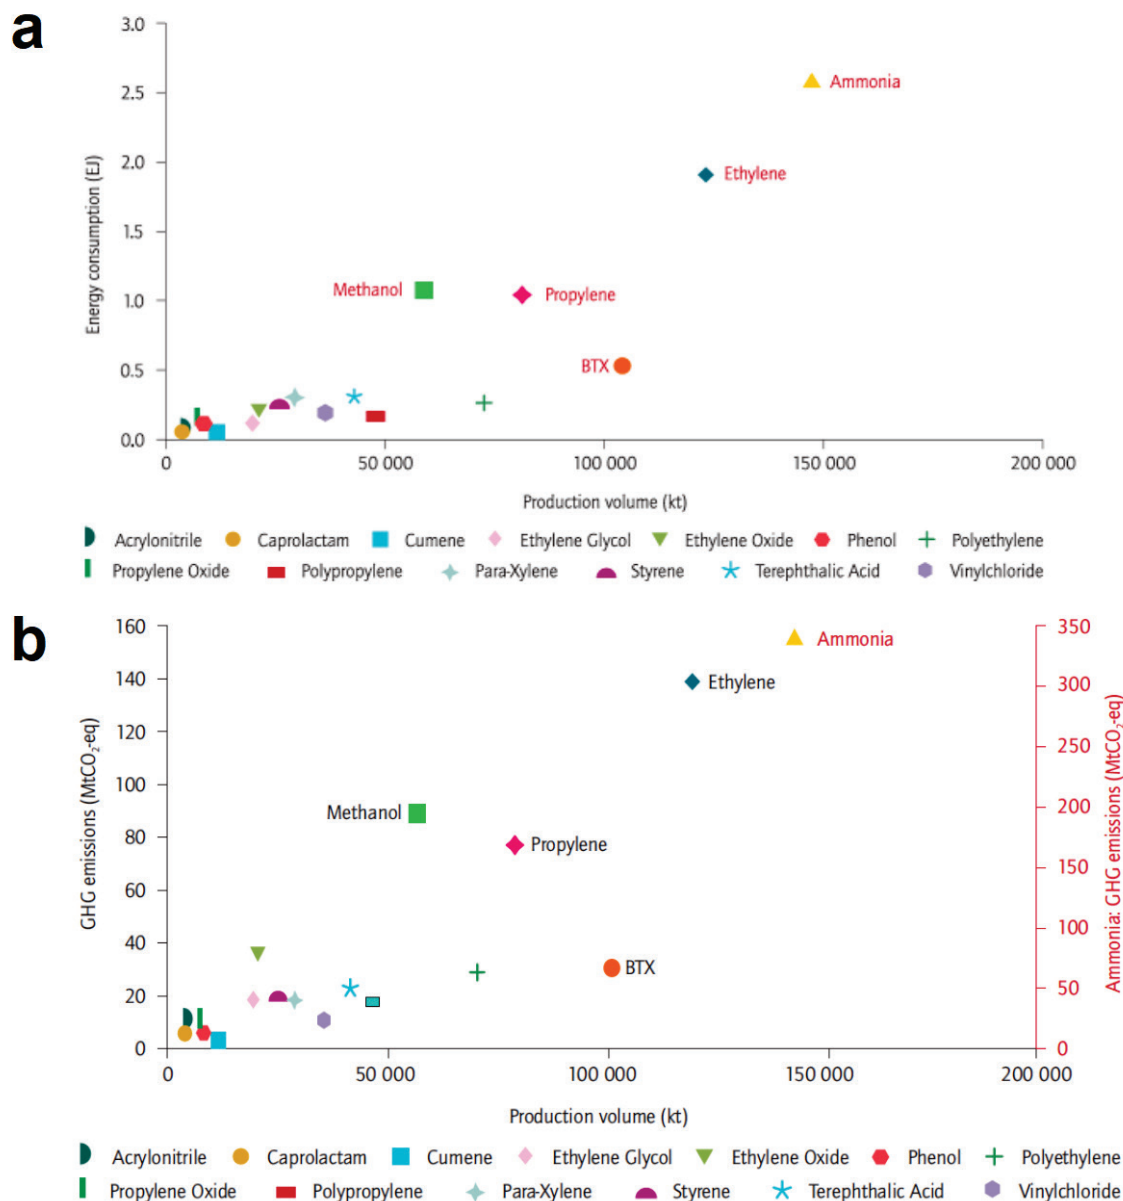 a
3.0
2.5
2.0
1.5
1.0
0.5
0.0
Energy consumption (EJ)
Ammonia
Ethylene
Methanol
Propylene
BTX
0
50 000
100 000
150 000
200 000
Production volume (kt)
Acrylonitrile Caprolactam Cumene Ethylene Glycol Ethylene Oxide Phenol Polyethylene
Propylene Oxide Polypropylene Para-Xylene Styrene Terephthalic Acid Vinylchloride
b
160
140
120
100
80
60
40
20
0
GHG emissions (MtCO₂-eq)
Ammonia
Ethylene
Methanol
Propylene
BTX
350
300
250
200
150
100
50
0
Ammonia: GHG emissions (MtCO₂-eq)
0
50 000
100 000
150 000
200 000
Production volume (kt)
Acrylonitrile Caprolactam Cumene Ethylene Glycol Ethylene Oxide Phenol Polyethylene
Propylene Oxide Polypropylene Para-Xylene Styrene Terephthalic Acid Vinylchloride